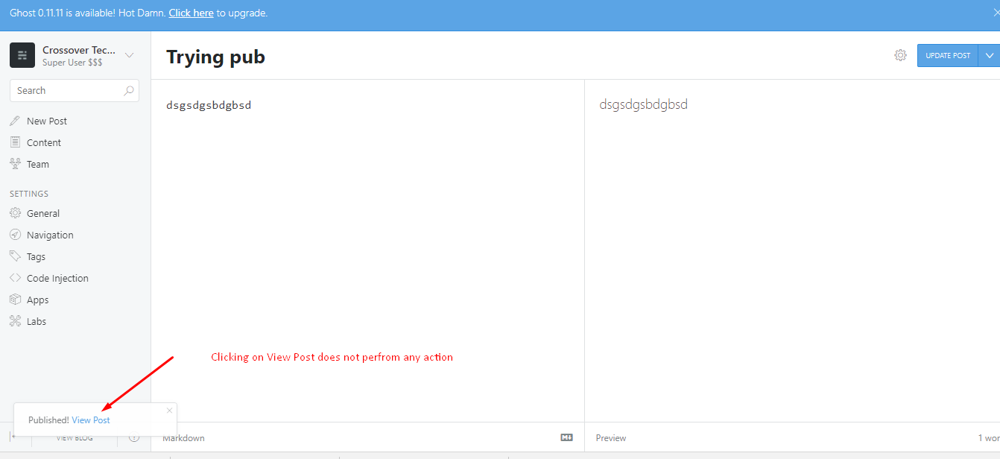 Ghost 0.11.11 is available! Hot Damn. Click here to upgrade.
Crossover Tec...
Super User $$$
Trying pub
UPDATE POST
Search
dsgsdgsbdgbsd
dsgsdgsbdgbsd
New Post
Content
Team
SETTINGS
General
Navigation
Tags
Code Injection
Apps
Labs
Clicking on View Post does not perfrom any action
Published! View Post
VIEW BLOG
Markdown
M
Preview
1 wor